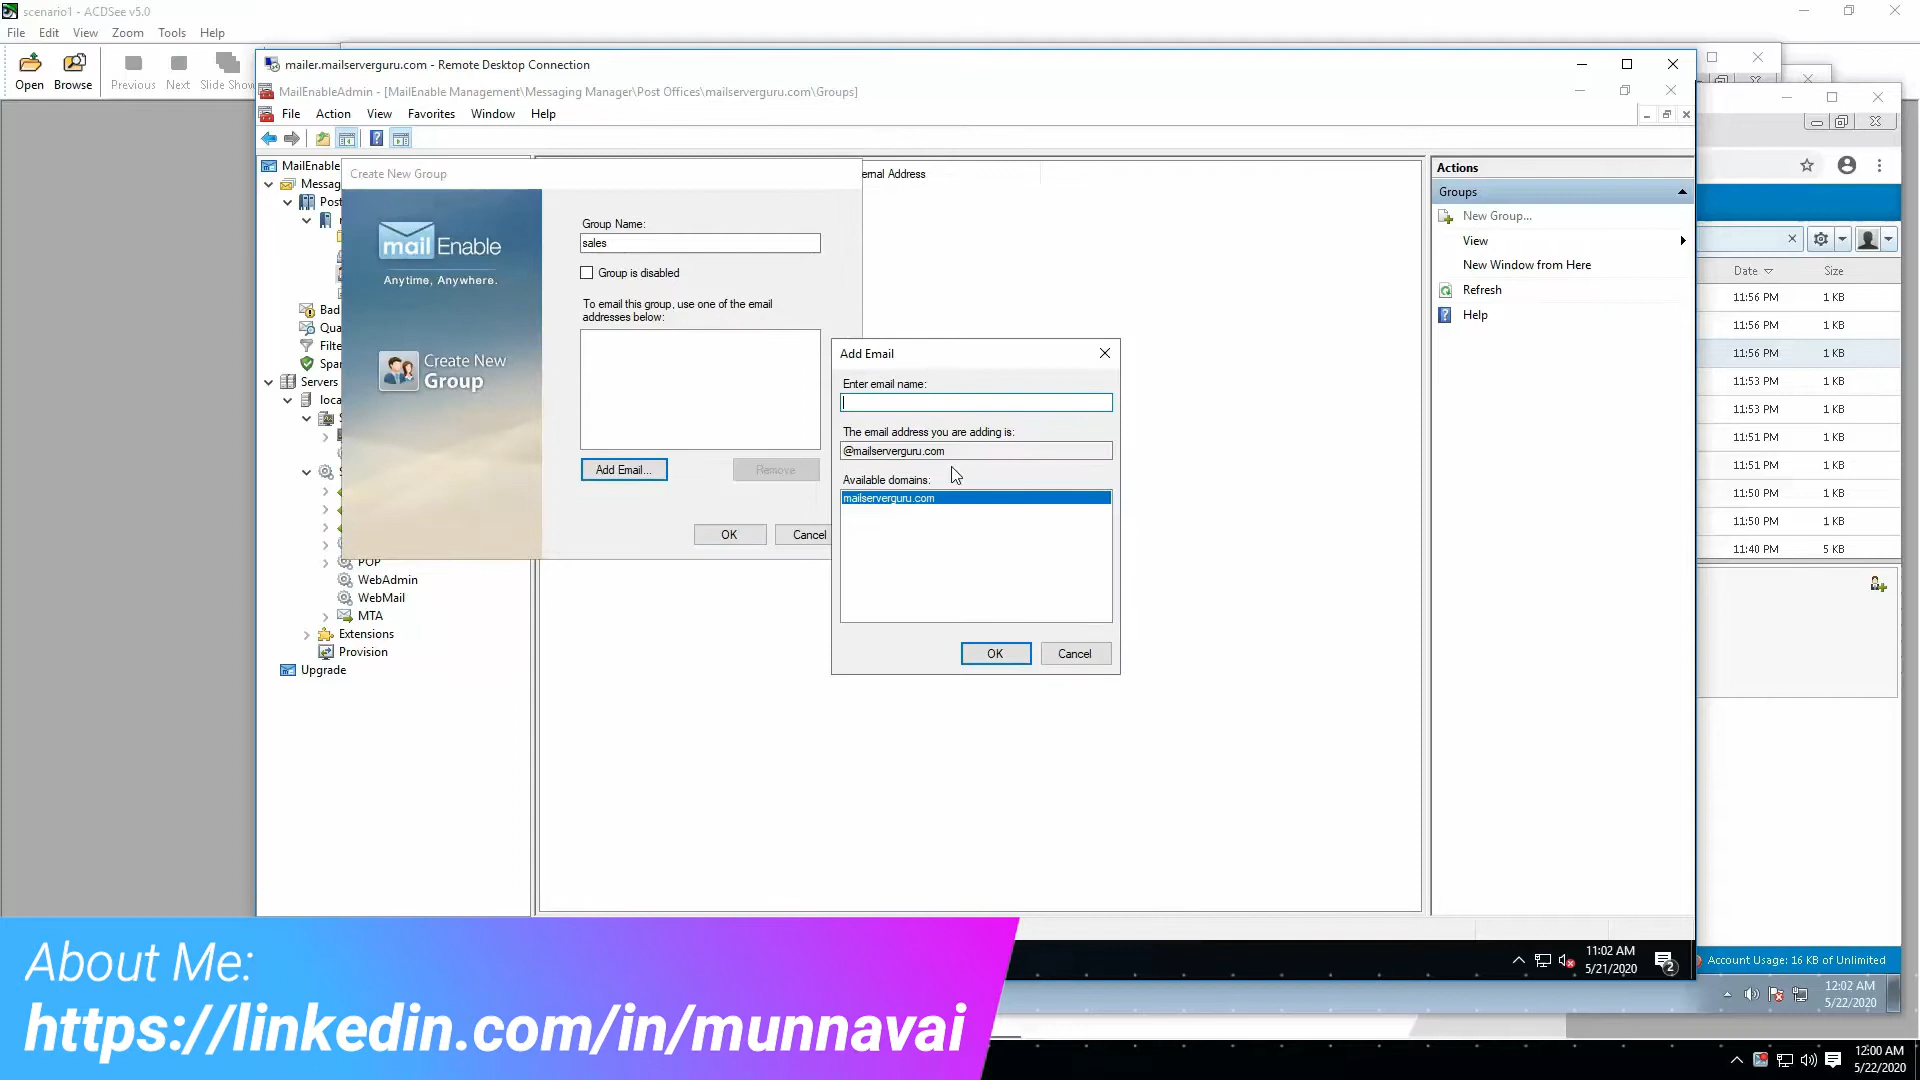 scenario1 - ACDSee v5.0
File Edit View Zoom Tools Help
Open Browse Previous Next Slide Show
mailer.mailserverguru.com - Remote Desktop Connection
MailEnableAdmin - [MailEnable Management\Messaging Manager\Post Offices\mailserverguru.com\Groups]
File Action View Favorites Window Help
MailEnable
Messag
Post
Bad
Qua
Filte
Spar
Servers
loca
POP
WebAdmin
WebMail
MTA
Extensions
Provision
Upgrade
Create New Group
mail Enable
Anytime, Anywhere.
Create New
Group
Group Name:
sales
Group is disabled
To email this group, use one of the email
addresses below:
Add Email...
Remove
OK
Cancel
ernal Address
Add Email
Enter email name:
The email address you are adding is:
@mailserverguru.com
Available domains:
mailserverguru.com
OK
Cancel
Actions
Groups
New Group...
View
New Window from Here
Refresh
Help
Date Size
11:56 PM 1 KB
11:56 PM 1 KB
11:56 PM 1 KB
11:53 PM 1 KB
11:53 PM 1 KB
11:51 PM 1 KB
11:51 PM 1 KB
11:50 PM 1 KB
11:50 PM 1 KB
11:40 PM 5 KB
11:02 AM
5/21/2020
2
Account Usage: 16 KB of Unlimited
12:02 AM
5/22/2020
12:00 AM
5/22/2020
About Me:
https://linkedin.com/in/munnavai